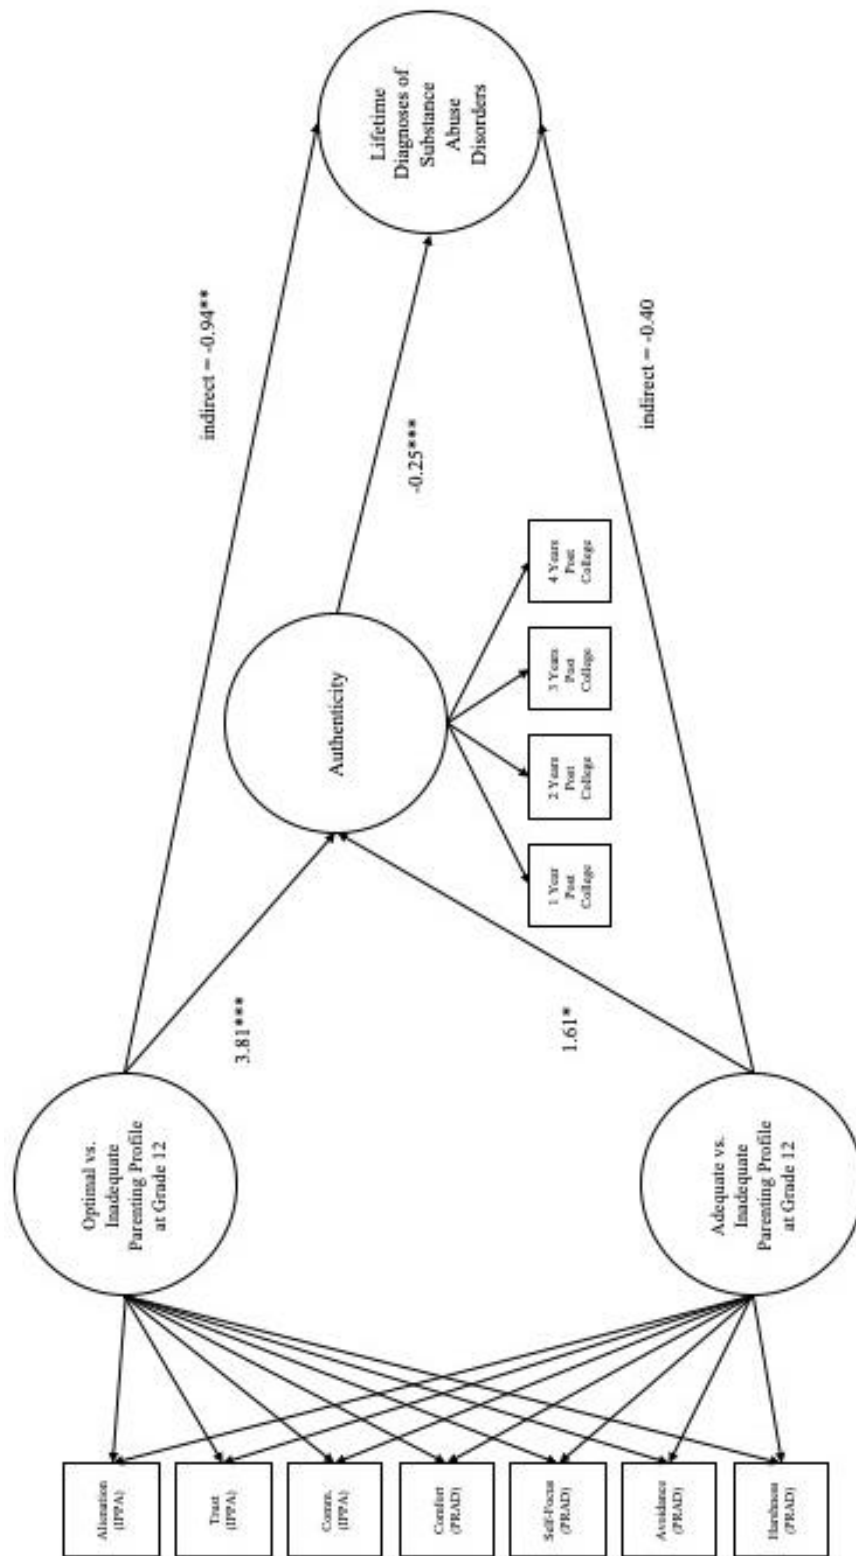 Alienation
(IPPA)
Trust
(IPPA)
Comm.
(IPPA)
Comfort
(PRAD)
Self-Focus
(PRAD)
Avoidance
(PRAD)
Harshness
(PRAD)
Optimal vs.
Inadequate
Parenting Profile
at Grade 12
Adequate vs.
Inadequate
Parenting Profile
at Grade 12
3.81***
1.61*
Authenticity
1 Year
Post
College
2 Years
Post
College
3 Years
Post
College
4 Years
Post
College
indirect = -0.94**
-0.25***
indirect = -0.40
Lifetime
Diagnoses of
Substance
Abuse
Disorders